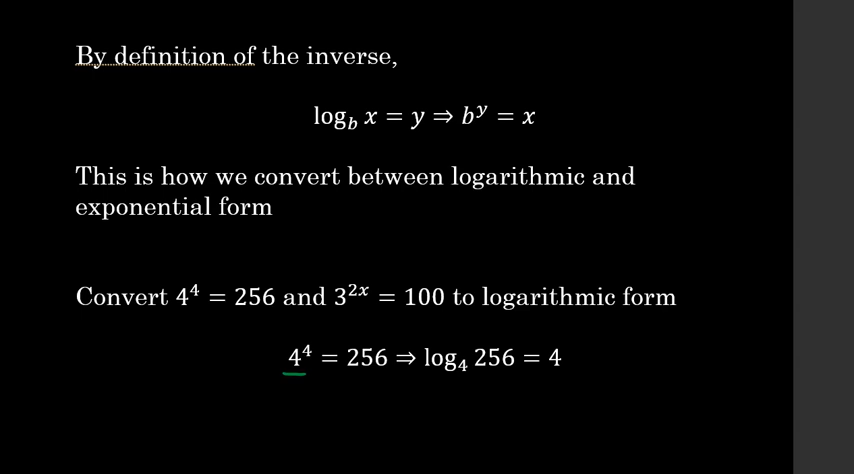 By definition of the inverse,
log_b x = y ⇒ b^y = x
This is how we convert between logarithmic and
exponential form
Convert 4^4 = 256 and 3^{2x} = 100 to logarithmic form
4^4 = 256 ⇒ log_4 256 = 4